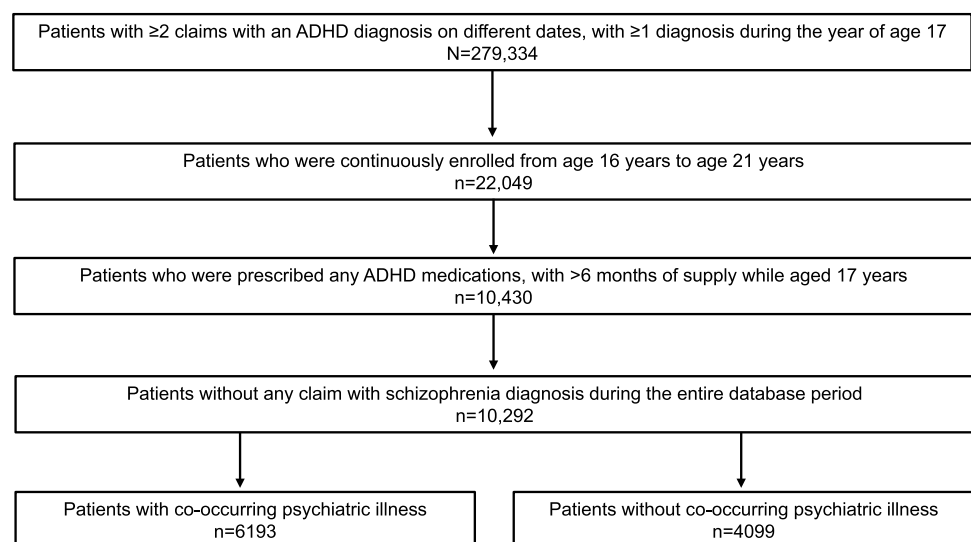 Patients with ≥2 claims with an ADHD diagnosis on different dates, with ≥1 diagnosis during the year of age 17
N=279,334
Patients who were continuously enrolled from age 16 years to age 21 years
n=22,049
Patients who were prescribed any ADHD medications, with >6 months of supply while aged 17 years
n=10,430
Patients without any claim with schizophrenia diagnosis during the entire database period
n=10,292
Patients with co-occurring psychiatric illness
n=6193
Patients without co-occurring psychiatric illness
n=4099